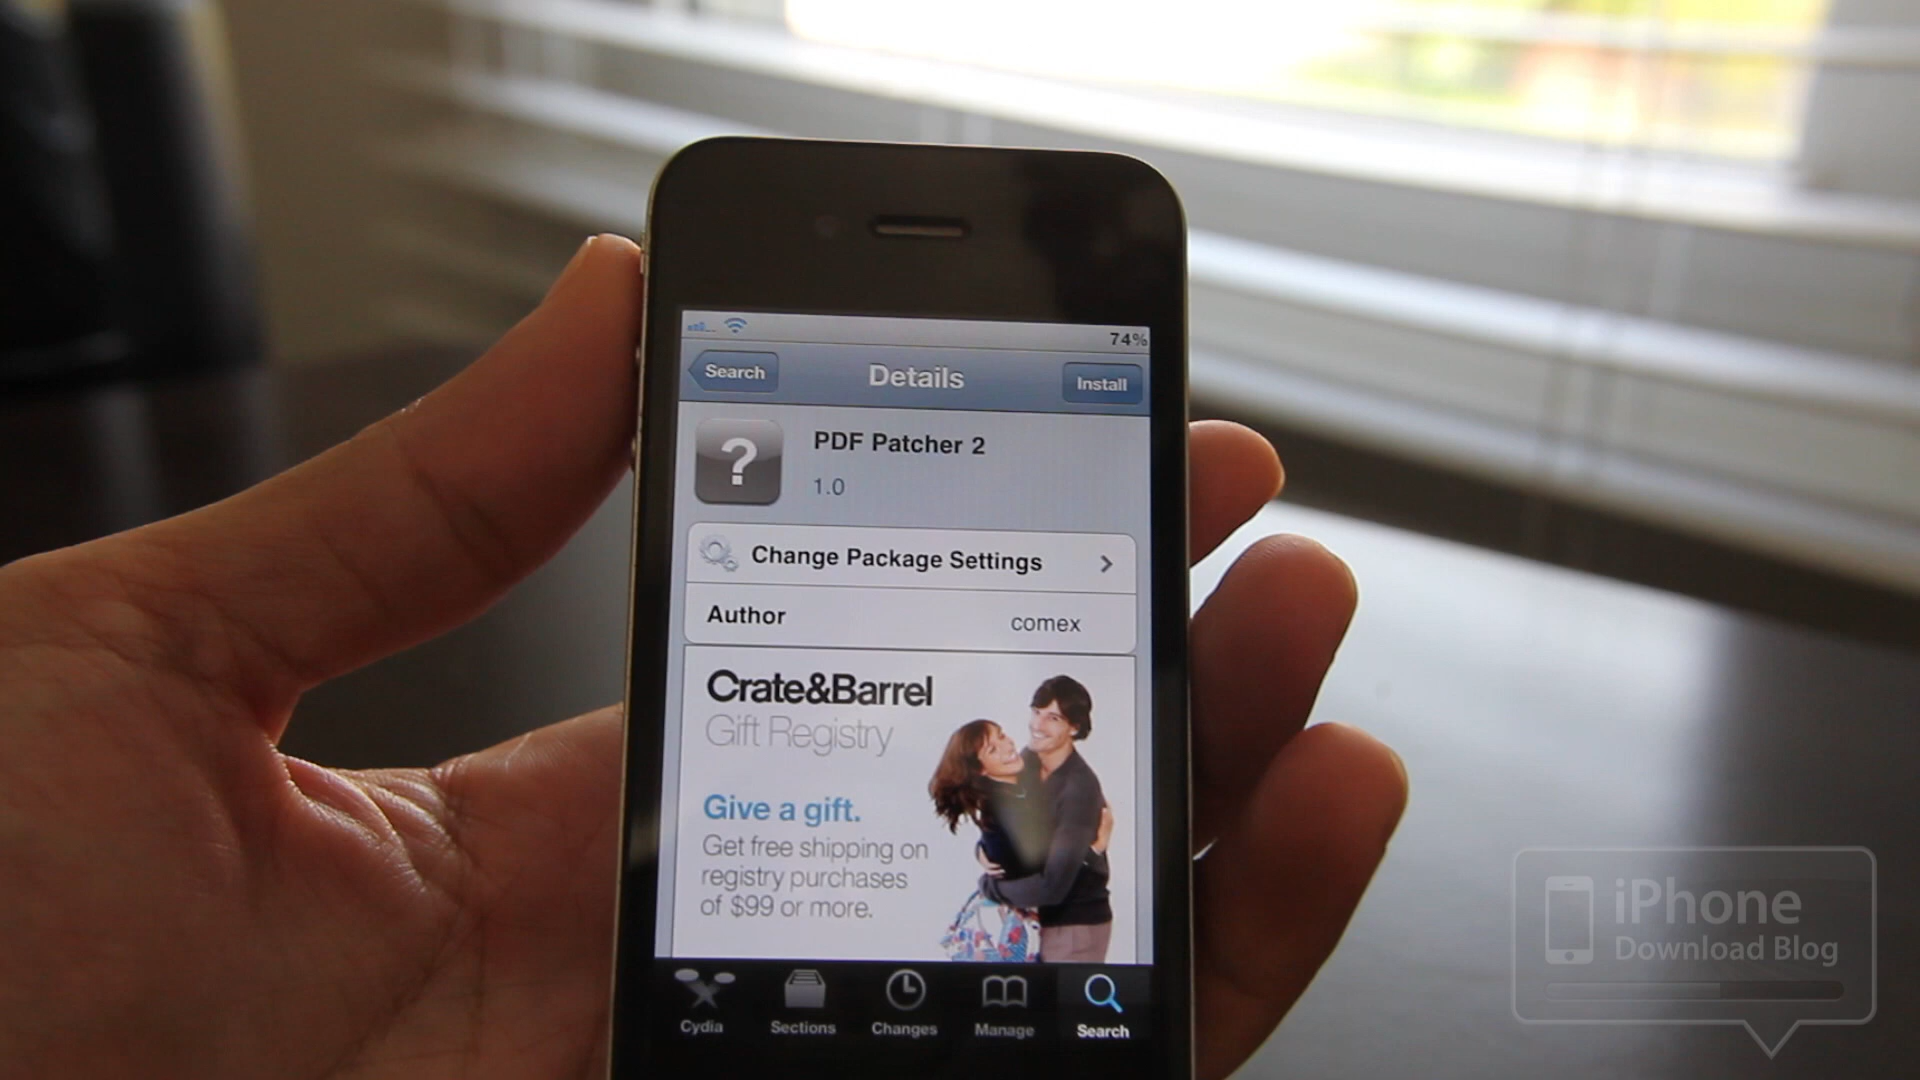 74%
Search
Details
Install
?
PDF Patcher 2
1.0
Change Package Settings
Author
comex
Crate&Barrel
Gift Registry
Give a gift.
Get free shipping on
registry purchases
of $99 or more.
Cydia
Sections
Changes
Manage
Search
iPhone
Download Blog